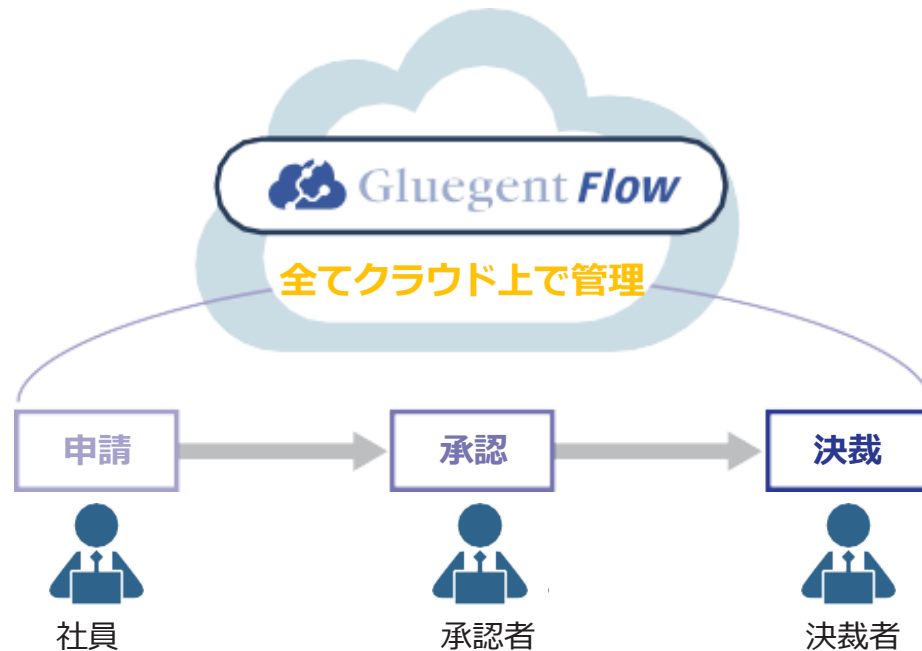 Gluegent Flow
全てクラウド上で管理
申請
承認
決裁
社員
承認者
決裁者